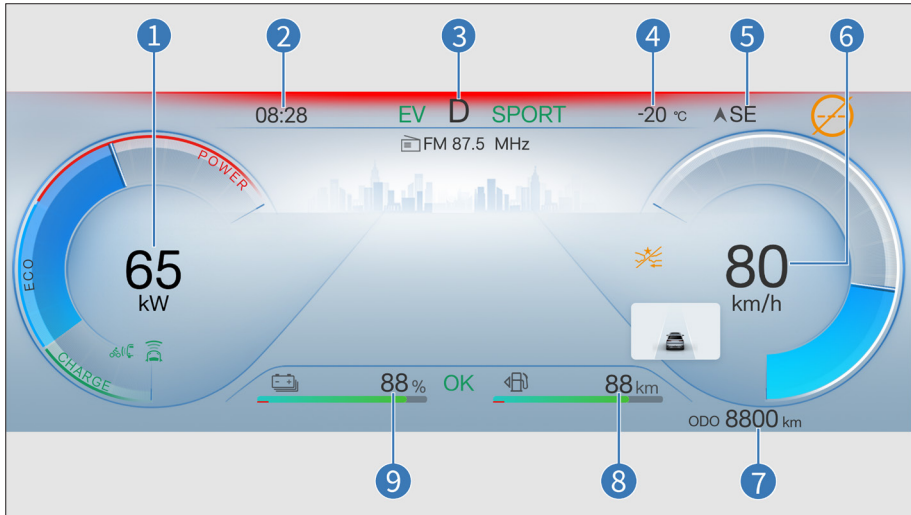 1 2 3 4 5 6
08:28 EV D SPORT -20 ℃ SE
FM 87.5 MHz
POWER
ECO
65
kW
80
km/h
CHARGE
88 % OK 88 km
ODO 8800 km
9 8 7